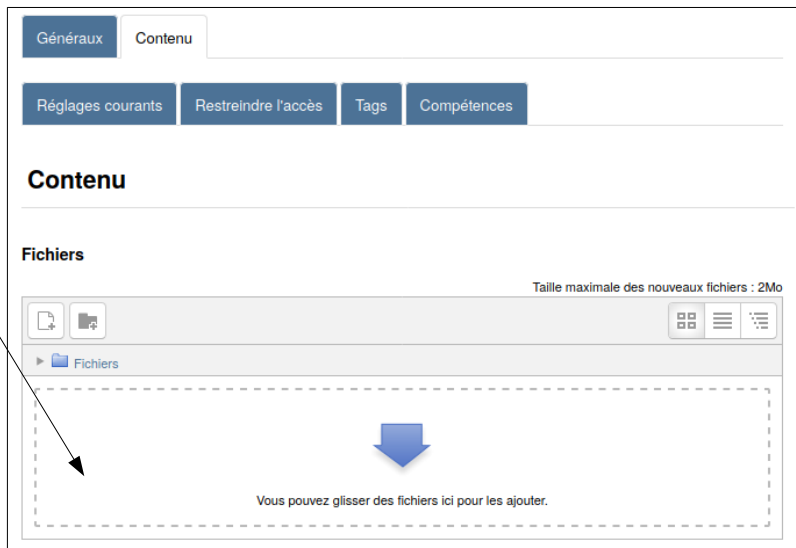 Généraux Contenu
Réglages courants Restreindre l'accès Tags Compétences
Contenu
Fichiers
Taille maximale des nouveaux fichiers : 2Mo
Fichiers
Vous pouvez glisser des fichiers ici pour les ajouter.